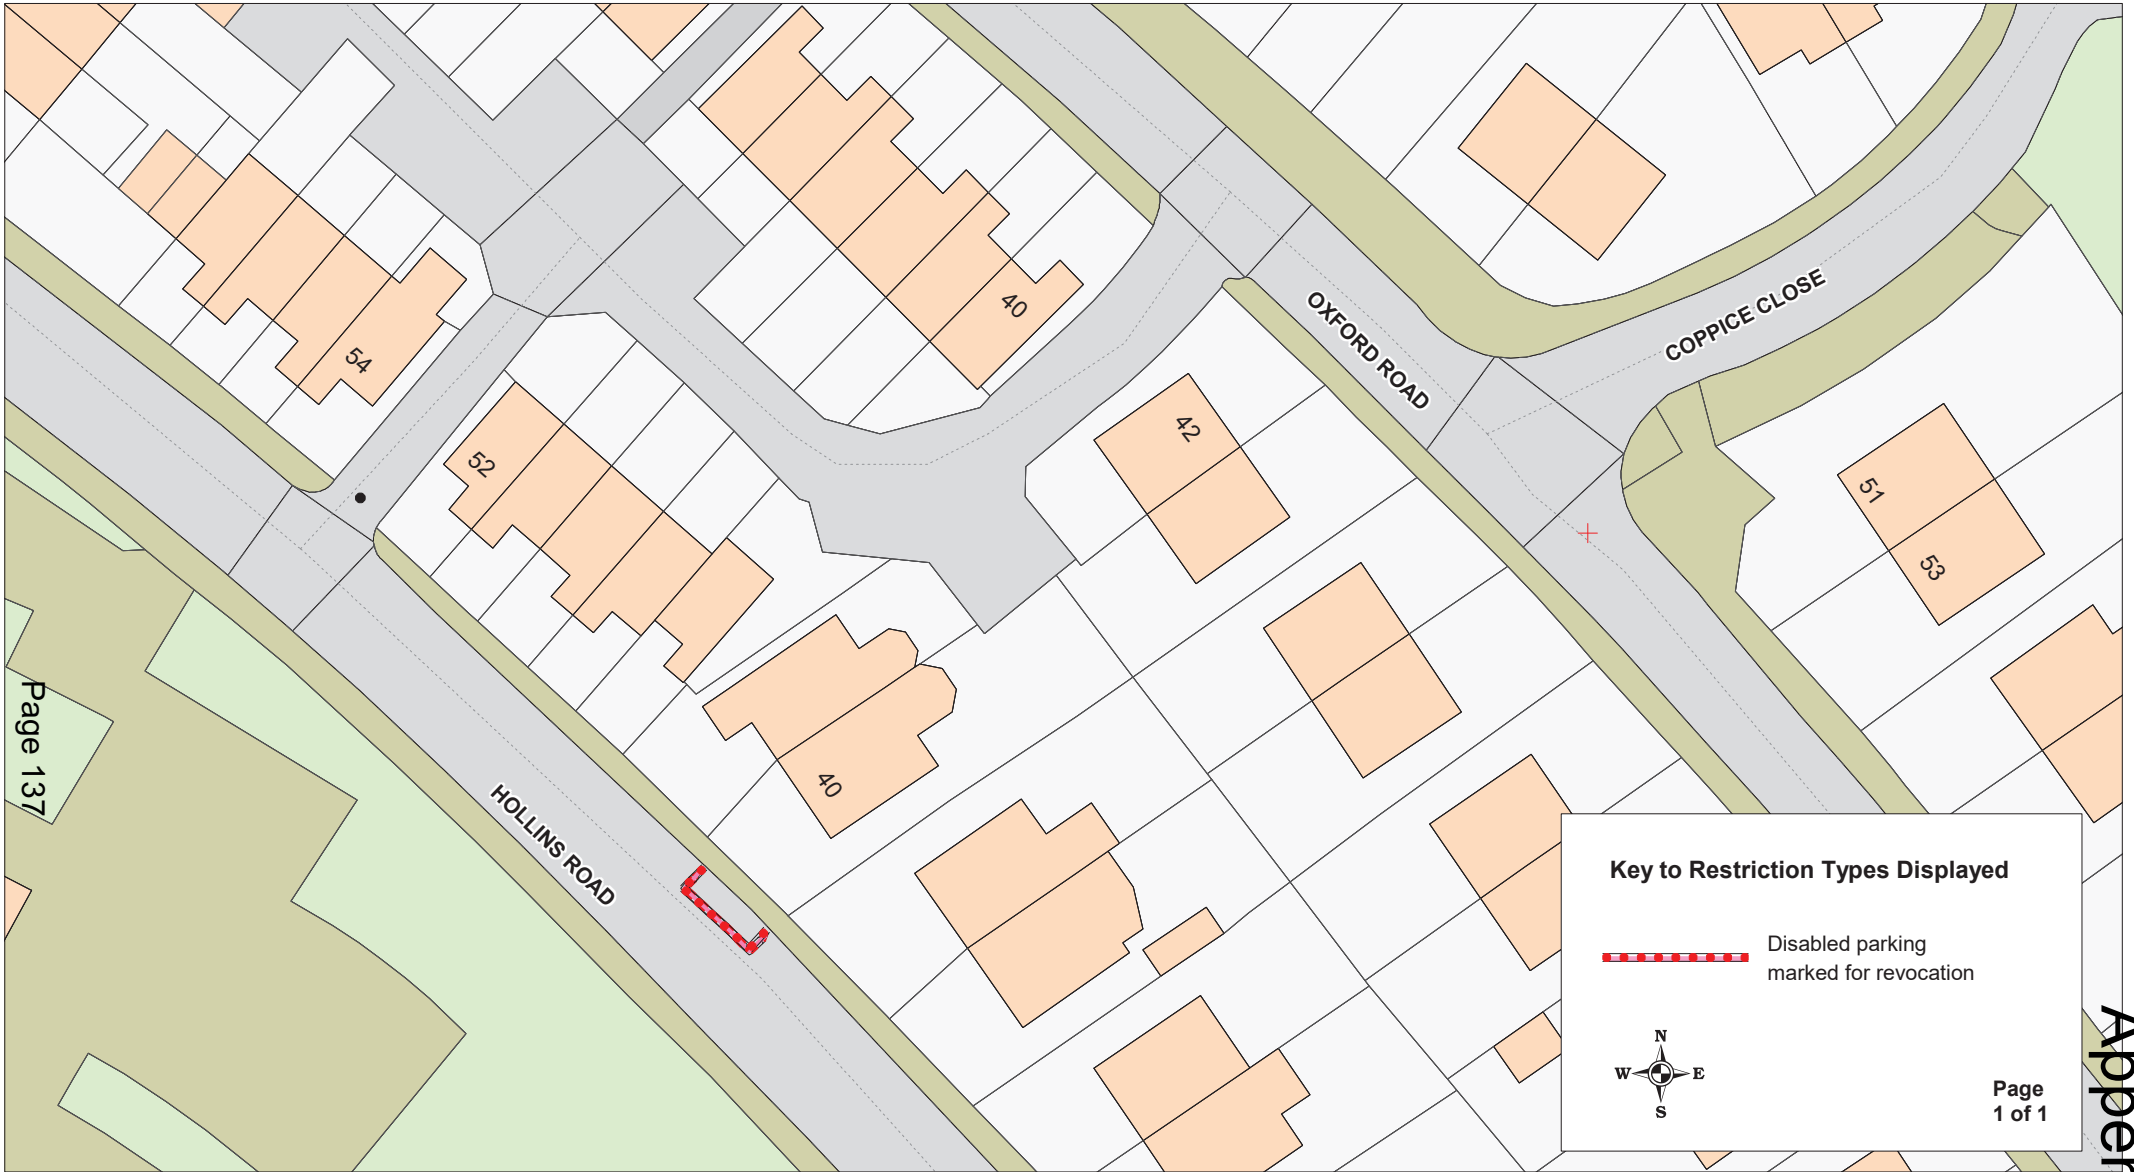 40
54
OXFORD ROAD
COPPICE CLOSE
42
52
51
53
Page 137
40
HOLLINS ROAD
Key to Restriction Types Displayed
Disabled parking
marked for revocation
N
W E
S
Page
1 of 1